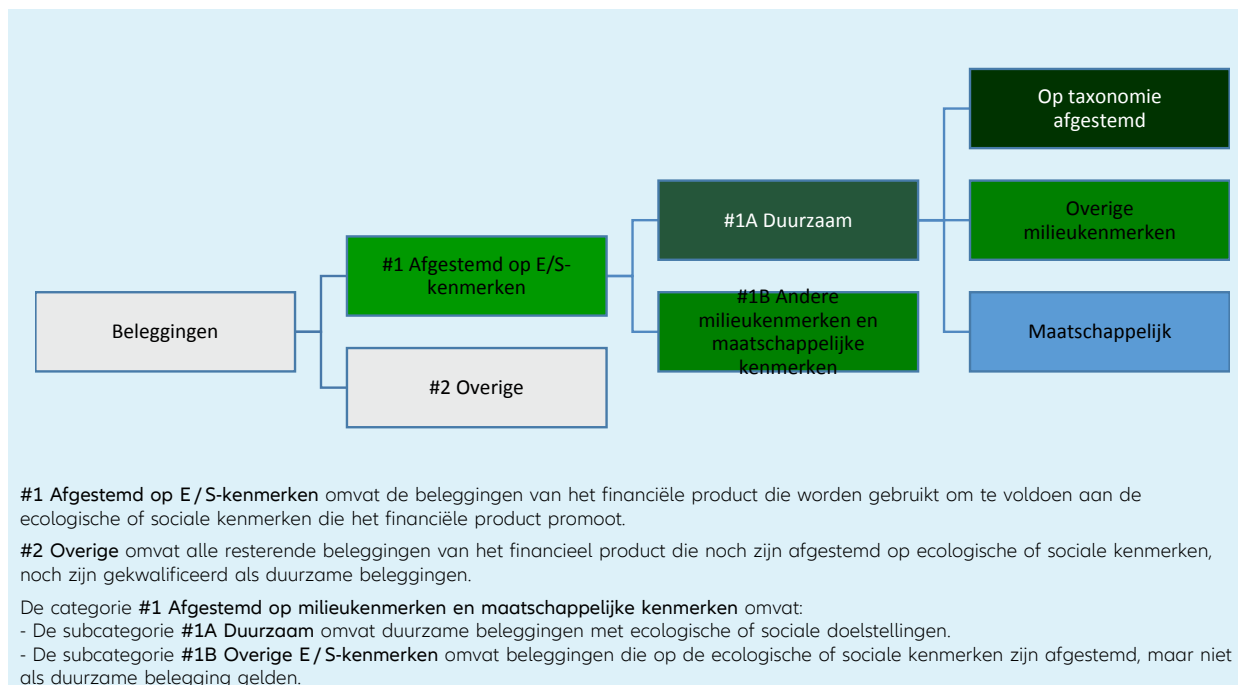 Op taxonomie
afgestemd
#1A Duurzaam
Overige
milieukenmerken
#1 Afgestemd op E/S-
kenmerken
#1B Andere
milieukenmerken en
maatschappelijke
kenmerken
Beleggingen
Maatschappelijk
#2 Overige
#1 Afgestemd op E/S-kenmerken omvat de beleggingen van het financiële product die worden gebruikt om te voldoen aan de
ecologische of sociale kenmerken die het financiële product promoot.
#2 Overige omvat alle resterende beleggingen van het financieel product die noch zijn afgestemd op ecologische of sociale kenmerken,
noch zijn gekwalificeerd als duurzame beleggingen.
De categorie #1 Afgestemd op milieukenmerken en maatschappelijke kenmerken omvat:
- De subcategorie #1A Duurzaam omvat duurzame beleggingen met ecologische of sociale doelstellingen.
- De subcategorie #1B Overige E/S-kenmerken omvat beleggingen die op de ecologische of sociale kenmerken zijn afgestemd, maar niet
als duurzame belegging gelden.